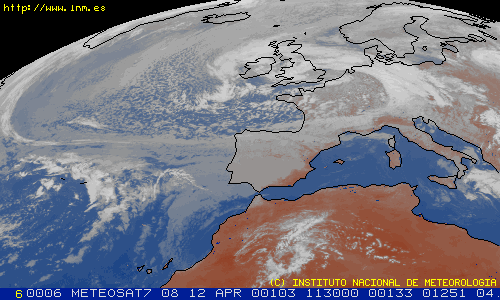 http://www.inm.es
(C) INSTITUTO NACIONAL DE METEOROLOGIA
6 0006 METEOSAT7 08 12 APR 00103 113000 00133 01251 04